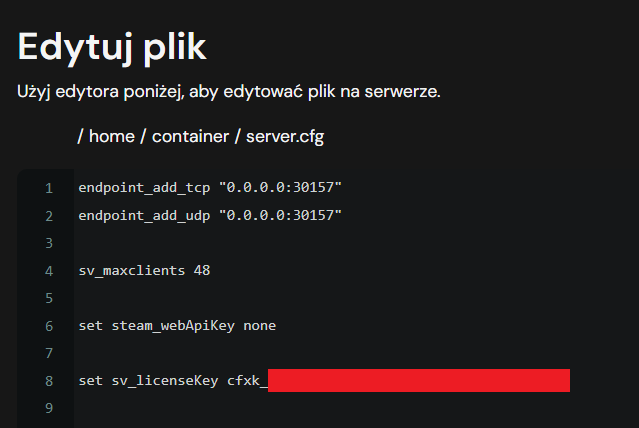 Edytuj plik
Użyj edytora poniżej, aby edytować plik na serwerze.
/ home / container / server.cfg
1 endpoint_add_tcp "0.0.0.0:30157"
2 endpoint_add_udp "0.0.0.0:30157"
3
4 sv_maxclients 48
5
6 set steam_webApiKey none
7
8 set sv_licenseKey cfxk_
9